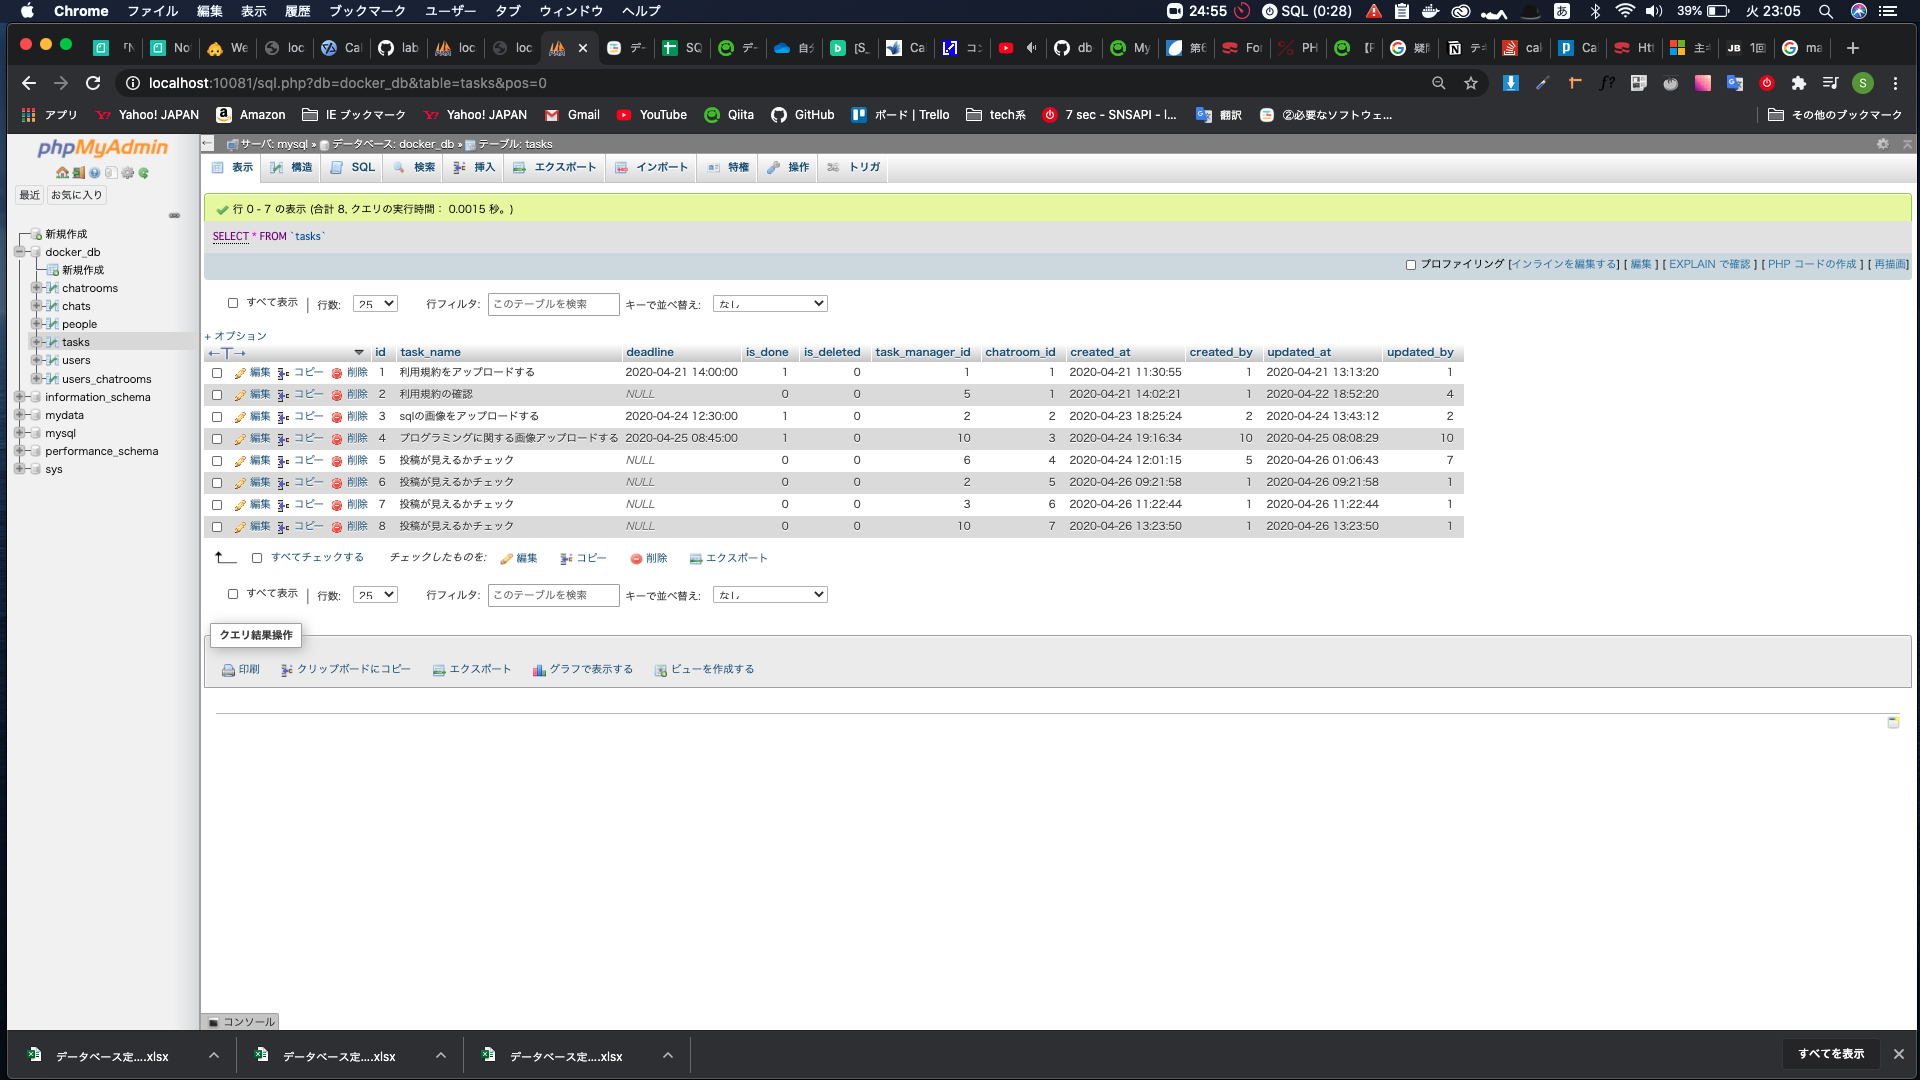 Chrome ファイル 編集 表示 履歴 ブックマーク ユーザー タブ ウィンドウ ヘルプ 24:55 SQL (0:28) あ 39% 火 23:05
「N No We loc Cal lab loc loc デー SQ デー 自分 [S_ Ca コン db My 第6 For PH 【P 疑問 テキ cak Ca Htt 主キ JB 1回 ma
localhost:10081/sql.php?db=docker_db&table=tasks&pos=0
アプリ Yahoo! JAPAN Amazon IE ブックマーク Yahoo! JAPAN Gmail YouTube Qiita GitHub ボード | Trello tech系 7 sec - SNSAPI - I... 翻訳 ②必要なソフトウェ... その他のブックマーク
phpMyAdmin
最近 お気に入り
新規作成
docker_db
新規作成
chatrooms
chats
people
tasks
users
users_chatrooms
information_schema
mydata
mysql
performance_schema
sys
サーバ: mysql » データベース: docker_db » テーブル: tasks
表示 構造 SQL 検索 挿入 エクスポート インポート 特権 操作 トリガ
行 0 - 7 の表示 (合計 8, クエリの実行時間： 0.0015 秒。)
SELECT * FROM `tasks`
プロファイリング [インラインを編集する] [ 編集 ] [ EXPLAIN で確認 ] [ PHP コードの作成 ] [ 再描画]
すべて表示 | 行数: 25 行フィルタ: このテーブルを検索 キーで並べ替え: なし
+ オプション
←T→ id task_name deadline is_done is_deleted task_manager_id chatroom_id created_at created_by updated_at updated_by
編集 コピー 削除 1 利用規約をアップロードする 2020-04-21 14:00:00 1 0 1 1 2020-04-21 11:30:55 1 2020-04-21 13:13:20 1
編集 コピー 削除 2 利用規約の確認 NULL 0 0 5 1 2020-04-21 14:02:21 1 2020-04-22 18:52:20 4
編集 コピー 削除 3 sqlの画像をアップロードする 2020-04-24 12:30:00 1 0 2 2 2020-04-23 18:25:24 2 2020-04-24 13:43:12 2
編集 コピー 削除 4 プログラミングに関する画像アップロードする 2020-04-25 08:45:00 1 0 10 3 2020-04-24 19:16:34 10 2020-04-25 08:08:29 10
編集 コピー 削除 5 投稿が見えるかチェック NULL 0 0 6 4 2020-04-24 12:01:15 5 2020-04-26 01:06:43 7
編集 コピー 削除 6 投稿が見えるかチェック NULL 0 0 2 5 2020-04-26 09:21:58 1 2020-04-26 09:21:58 1
編集 コピー 削除 7 投稿が見えるかチェック NULL 0 0 3 6 2020-04-26 11:22:44 1 2020-04-26 11:22:44 1
編集 コピー 削除 8 投稿が見えるかチェック NULL 0 0 10 7 2020-04-26 13:23:50 1 2020-04-26 13:23:50 1
すべてチェックする チェックしたものを: 編集 コピー 削除 エクスポート
すべて表示 | 行数: 25 行フィルタ: このテーブルを検索 キーで並べ替え: なし
クエリ結果操作
印刷 クリップボードにコピー エクスポート グラフで表示する ビューを作成する
コンソール
データベース定....xlsx データベース定....xlsx データベース定....xlsx すべてを表示